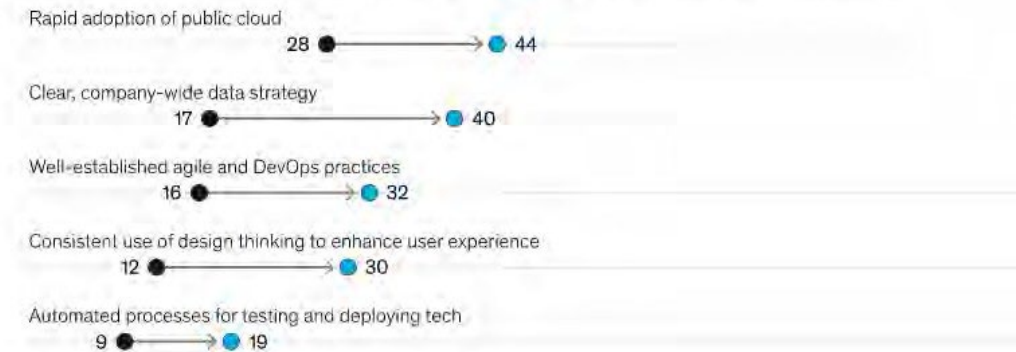 Rapid adoption of public cloud
28 44
Clear, company-wide data strategy
17 40
Well-established agile and DevOps practices
16 32
Consistent use of design thinking to enhance user experience
12 30
Automated processes for testing and deploying tech
9 19